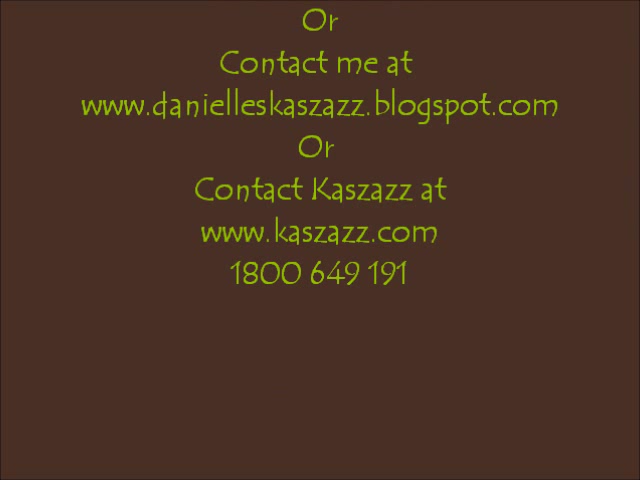 Or
Contact me at
www.danielleskaszazz.blogspot.com
Or
Contact Kaszazz at
www.kaszazz.com
1800 649 191